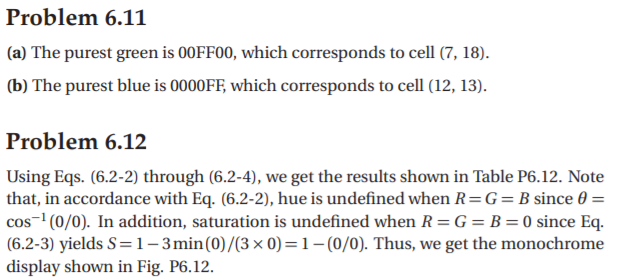 Problem 6.11
(a) The purest green is 00FF00, which corresponds to cell (7, 18).
(b) The purest blue is 0000FF, which corresponds to cell (12, 13).
Problem 6.12
Using Eqs. (6.2-2) through (6.2-4), we get the results shown in Table P6.12. Note
that, in accordance with Eq. (6.2-2), hue is undefined when R = G = B since θ =
cos⁻¹ (0/0). In addition, saturation is undefined when R = G = B = 0 since Eq.
(6.2-3) yields S = 1 − 3 min(0)/(3 × 0) = 1 − (0/0). Thus, we get the monochrome
display shown in Fig. P6.12.